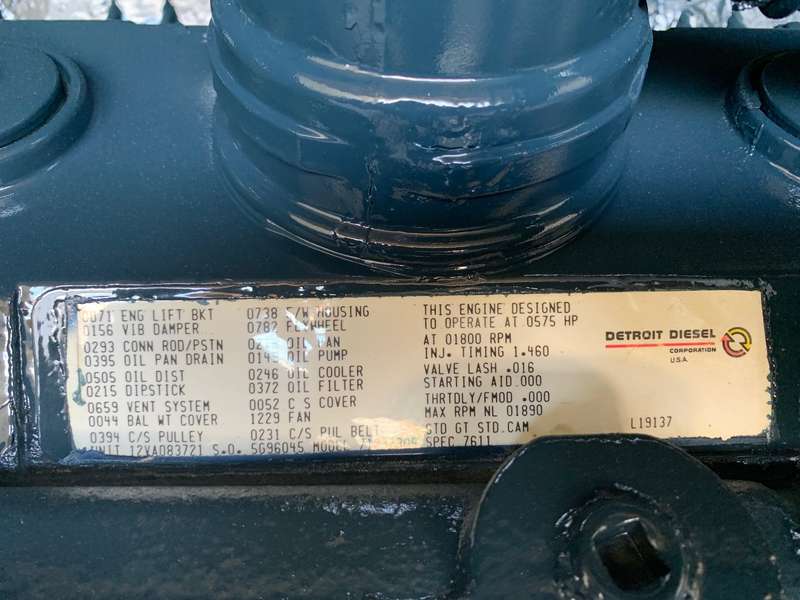 0071 ENG LIFT BKT 0738 F/W HOUSING THIS ENGINE DESIGNED
0156 VIB DAMPER 0782 FLYWHEEL TO OPERATE AT 0575 HP
0293 CONN ROD/PSTN OIL PAN AT 01800 RPM
0395 OIL PAN DRAIN OIL PUMP INJ. TIMING 1.460
0505 OIL DIST 0246 OIL COOLER VALVE LASH .016
0215 DIPSTICK 0372 OIL FILTER STARTING AID.000
0659 VENT SYSTEM 0052 C S COVER THRTDLY/FMOD .000
0044 BAL WT COVER 1229 FAN MAX RPM NL 01890
0394 C/S PULLEY 0231 C/S PUL BELT STD GT STD.CAM
UNIT 12VA083721 S.O. 5G96045 MODEL SPEC 7611
DETROIT DIESEL
CORPORATION
U.S.A.
L19137